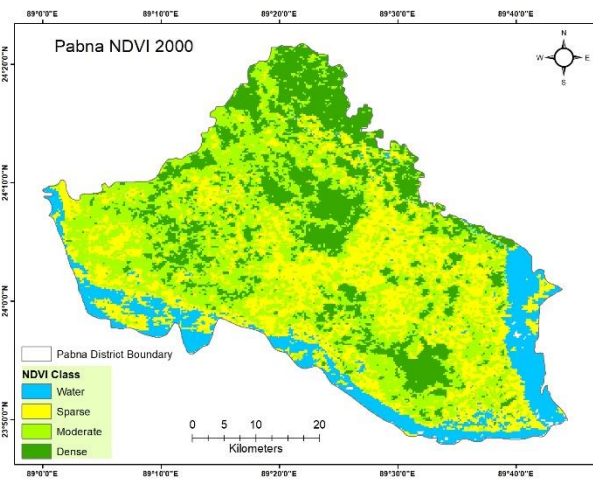 89°0'0"E 89°10'0"E 89°20'0"E 89°30'0"E 89°40'0"E
Pabna NDVI 2000
N
W E
S
24°20'0"N
24°10'0"N
24°0'0"N
23°50'0"N
Pabna District Boundary
NDVI Class
Water
Sparse
Moderate
Dense
0 5 10 20
Kilometers
89°0'0"E 89°10'0"E 89°20'0"E 89°30'0"E 89°40'0"E